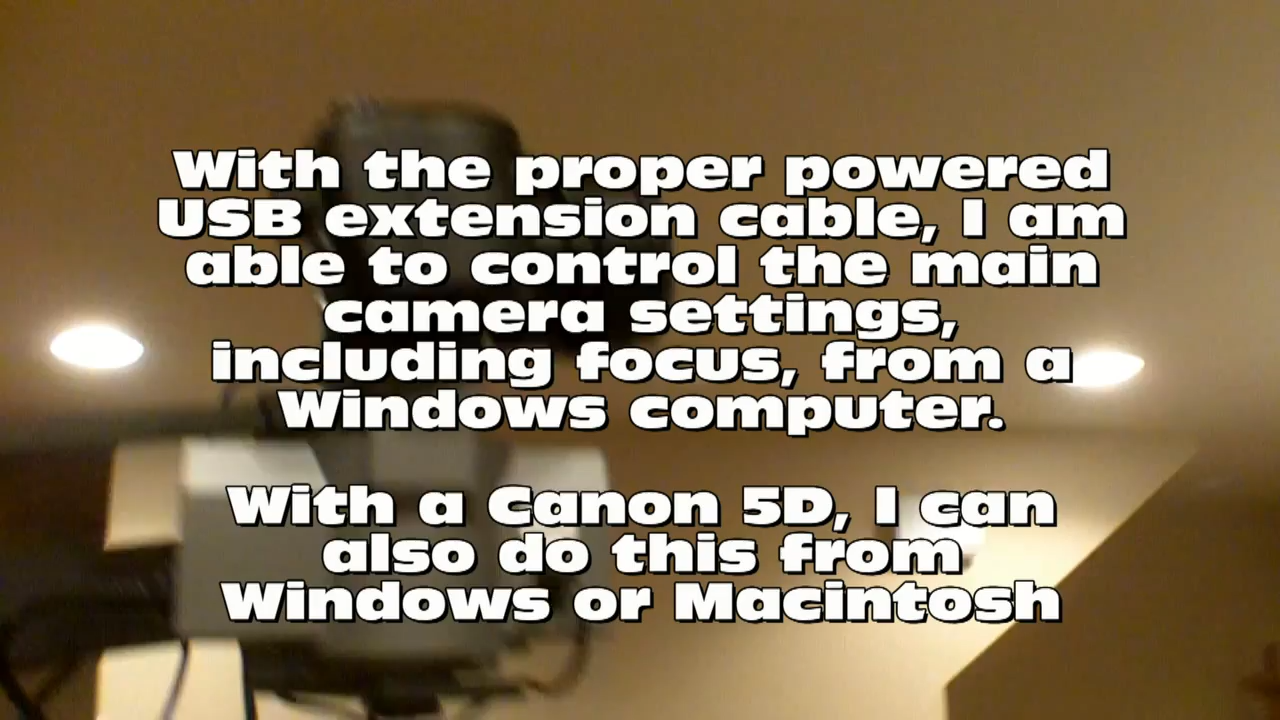 With the proper powered
USB extension cable, I am
able to control the main
camera settings,
including focus, from a
Windows computer.
With a Canon 5D, I can
also do this from
Windows or Macintosh